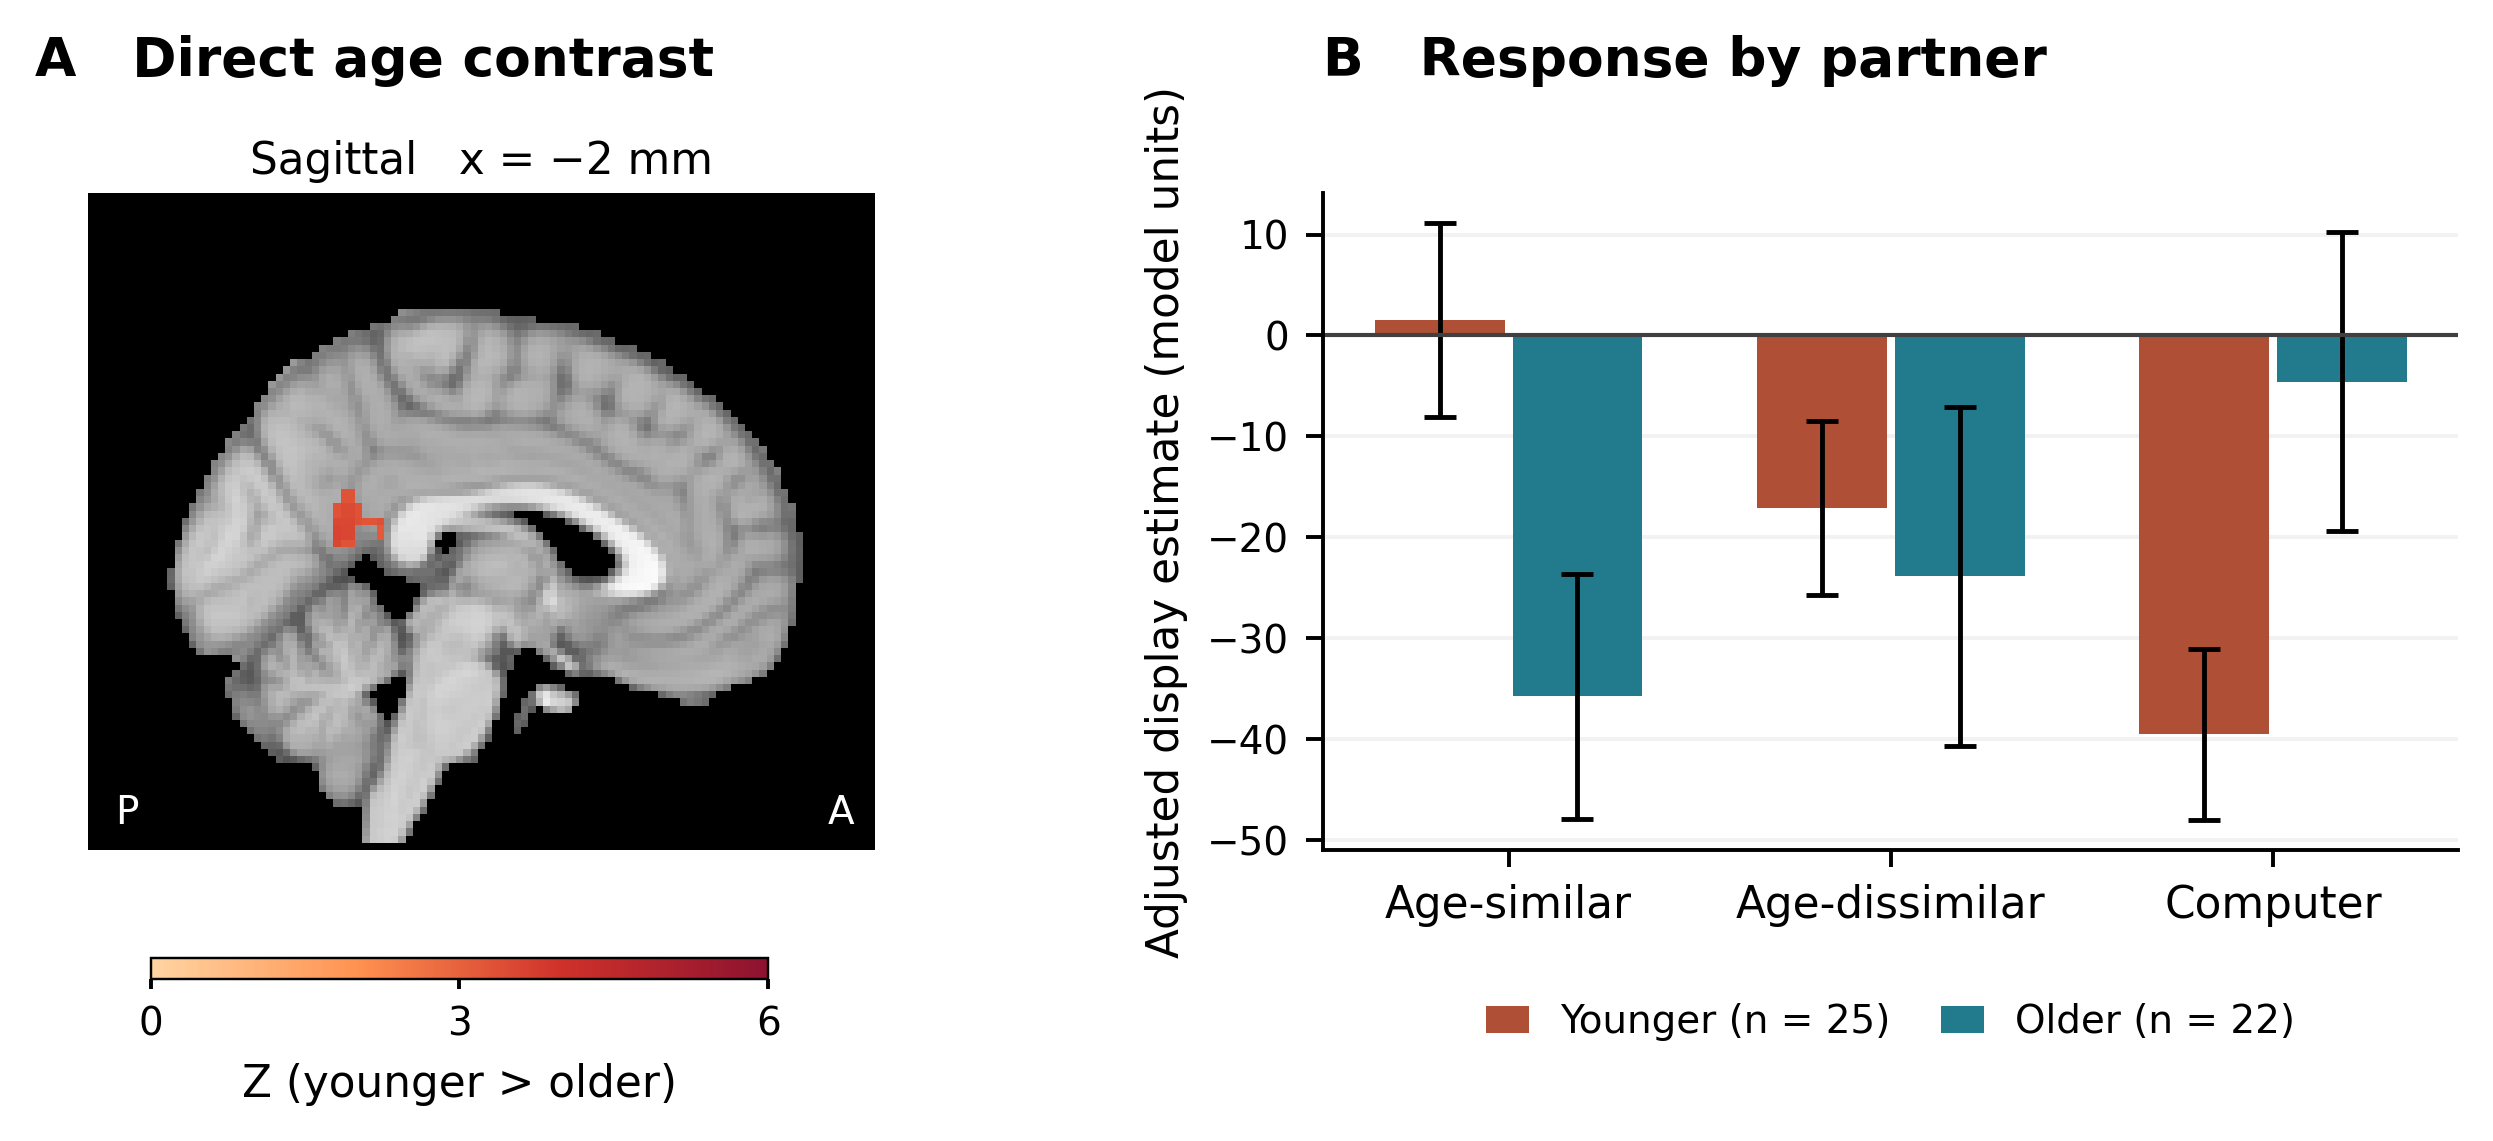 A Direct age contrast
Sagittal x = −2 mm
P
A
0
3
6
Z (younger > older)
B Response by partner
Adjusted display estimate (model units)
10
0
−10
−20
−30
−40
−50
Age-similar
Age-dissimilar
Computer
Younger (n = 25)
Older (n = 22)